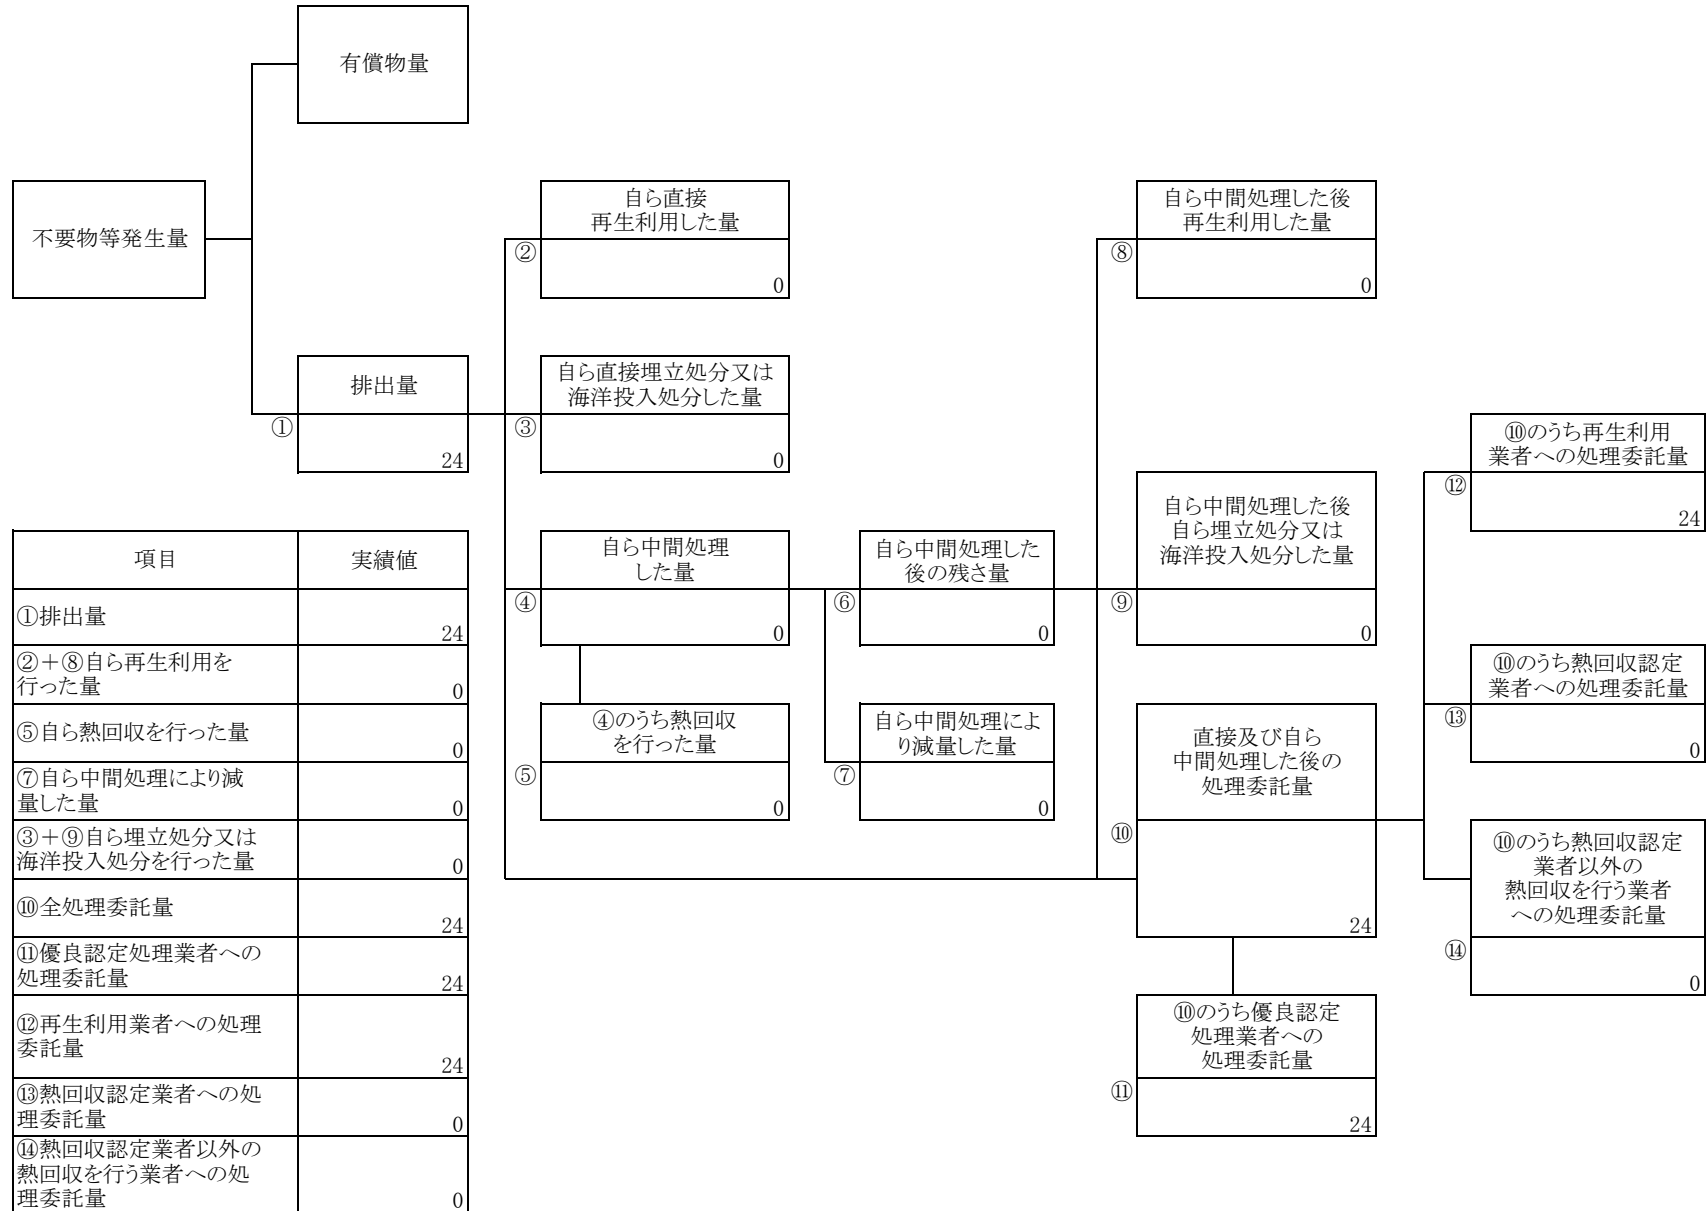 有償物量
不要物等発生量
自ら直接
再生利用した量
②
0
自ら中間処理した後
再生利用した量
⑧
0
排出量
①
24
自ら直接埋立処分又は
海洋投入処分した量
③
0
⑩のうち再生利用
業者への処理委託量
⑫
24
自ら中間処理
した量
④
0
自ら中間処理した
後の残さ量
⑥
0
自ら中間処理した後
自ら埋立処分又は
海洋投入処分した量
⑨
0
⑩のうち熱回収認定
業者への処理委託量
⑬
0
④のうち熱回収
を行った量
⑤
0
自ら中間処理によ
り減量した量
⑦
0
直接及び自ら
中間処理した後の
処理委託量
⑩
24
⑩のうち熱回収認定
業者以外の
熱回収を行う業者
への処理委託量
⑭
0
⑩のうち優良認定
処理業者への
処理委託量
⑪
24
項目
実績値
①排出量
24
②+⑧自ら再生利用を
行った量
0
⑤自ら熱回収を行った量
0
⑦自ら中間処理により減
量した量
0
③+⑨自ら埋立処分又は
海洋投入処分を行った量
0
⑩全処理委託量
24
⑪優良認定処理業者への
処理委託量
24
⑫再生利用業者への処理
委託量
24
⑬熱回収認定業者への処
理委託量
0
⑭熱回収認定業者以外の
熱回収を行う業者への処
理委託量
0